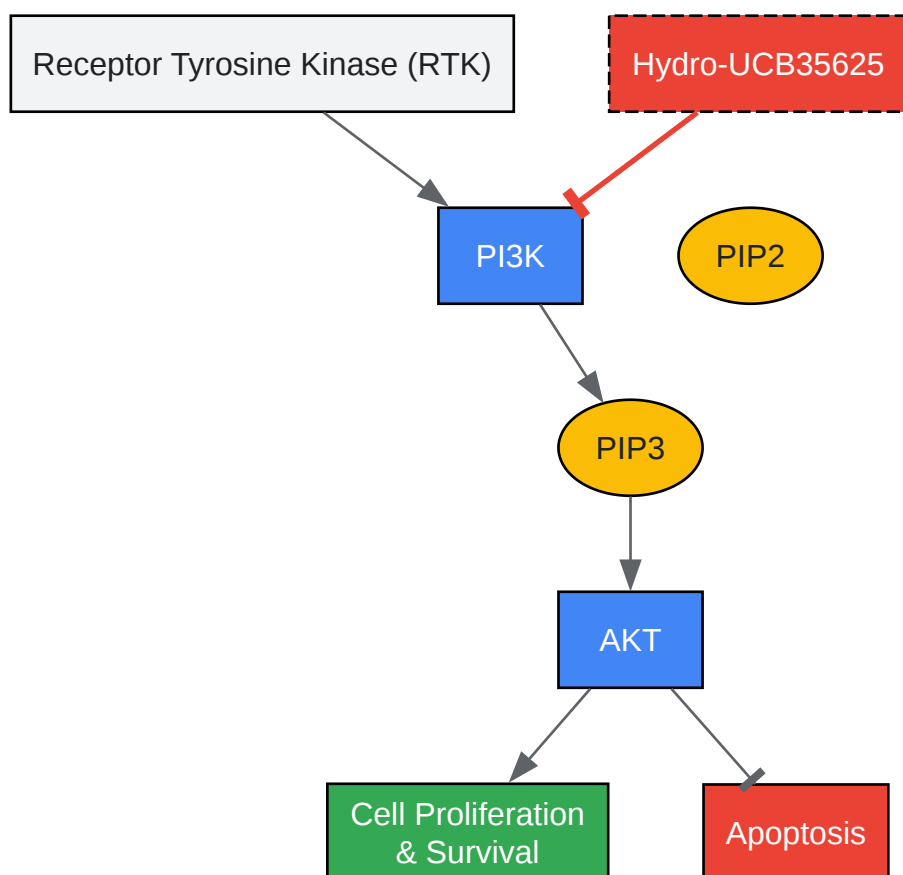 Receptor Tyrosine Kinase (RTK)
Hydro-UCB35625
PI3K
PIP2
PIP3
AKT
Cell Proliferation
& Survival
Apoptosis